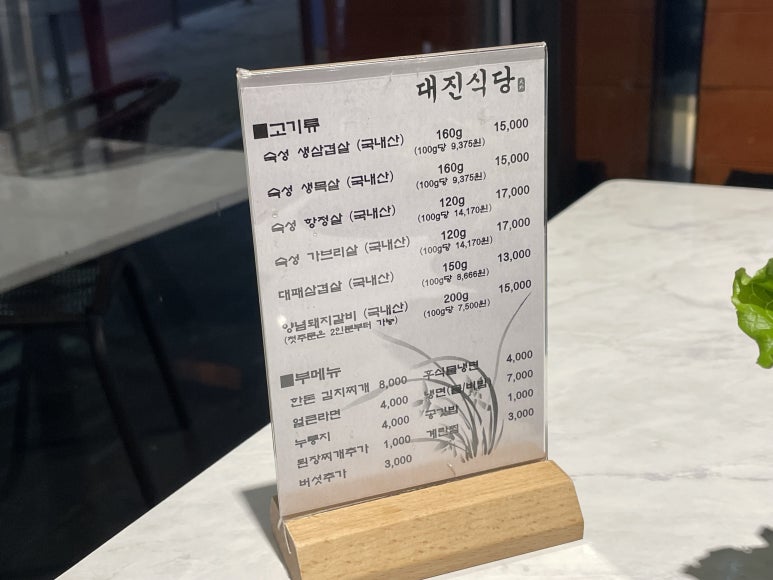 대진식당
■고기류
숙성 생삼겹살 (국내산) 160g (100g당 9,375원) 15,000
숙성 생목살 (국내산) 160g (100g당 9,375원) 15,000
숙성 항정살 (국내산) 120g (100g당 14,170원) 17,000
숙성 가브리살 (국내산) 120g (100g당 14,170원) 17,000
대패삼겹살 (국내산) 150g (100g당 8,666원) 13,000
양념돼지갈비 (국내산) 200g (100g당 7,500원) 15,000
(첫주문은 2인분부터 가능)
■부메뉴
한돈 김치찌개 8,000
얼큰라면 4,000
누룽지 4,000
된장찌개추가 1,000
버섯추가 3,000
후식물냉면 4,000
냉면(물/비빔) 7,000
공기밥 1,000
계란찜 3,000